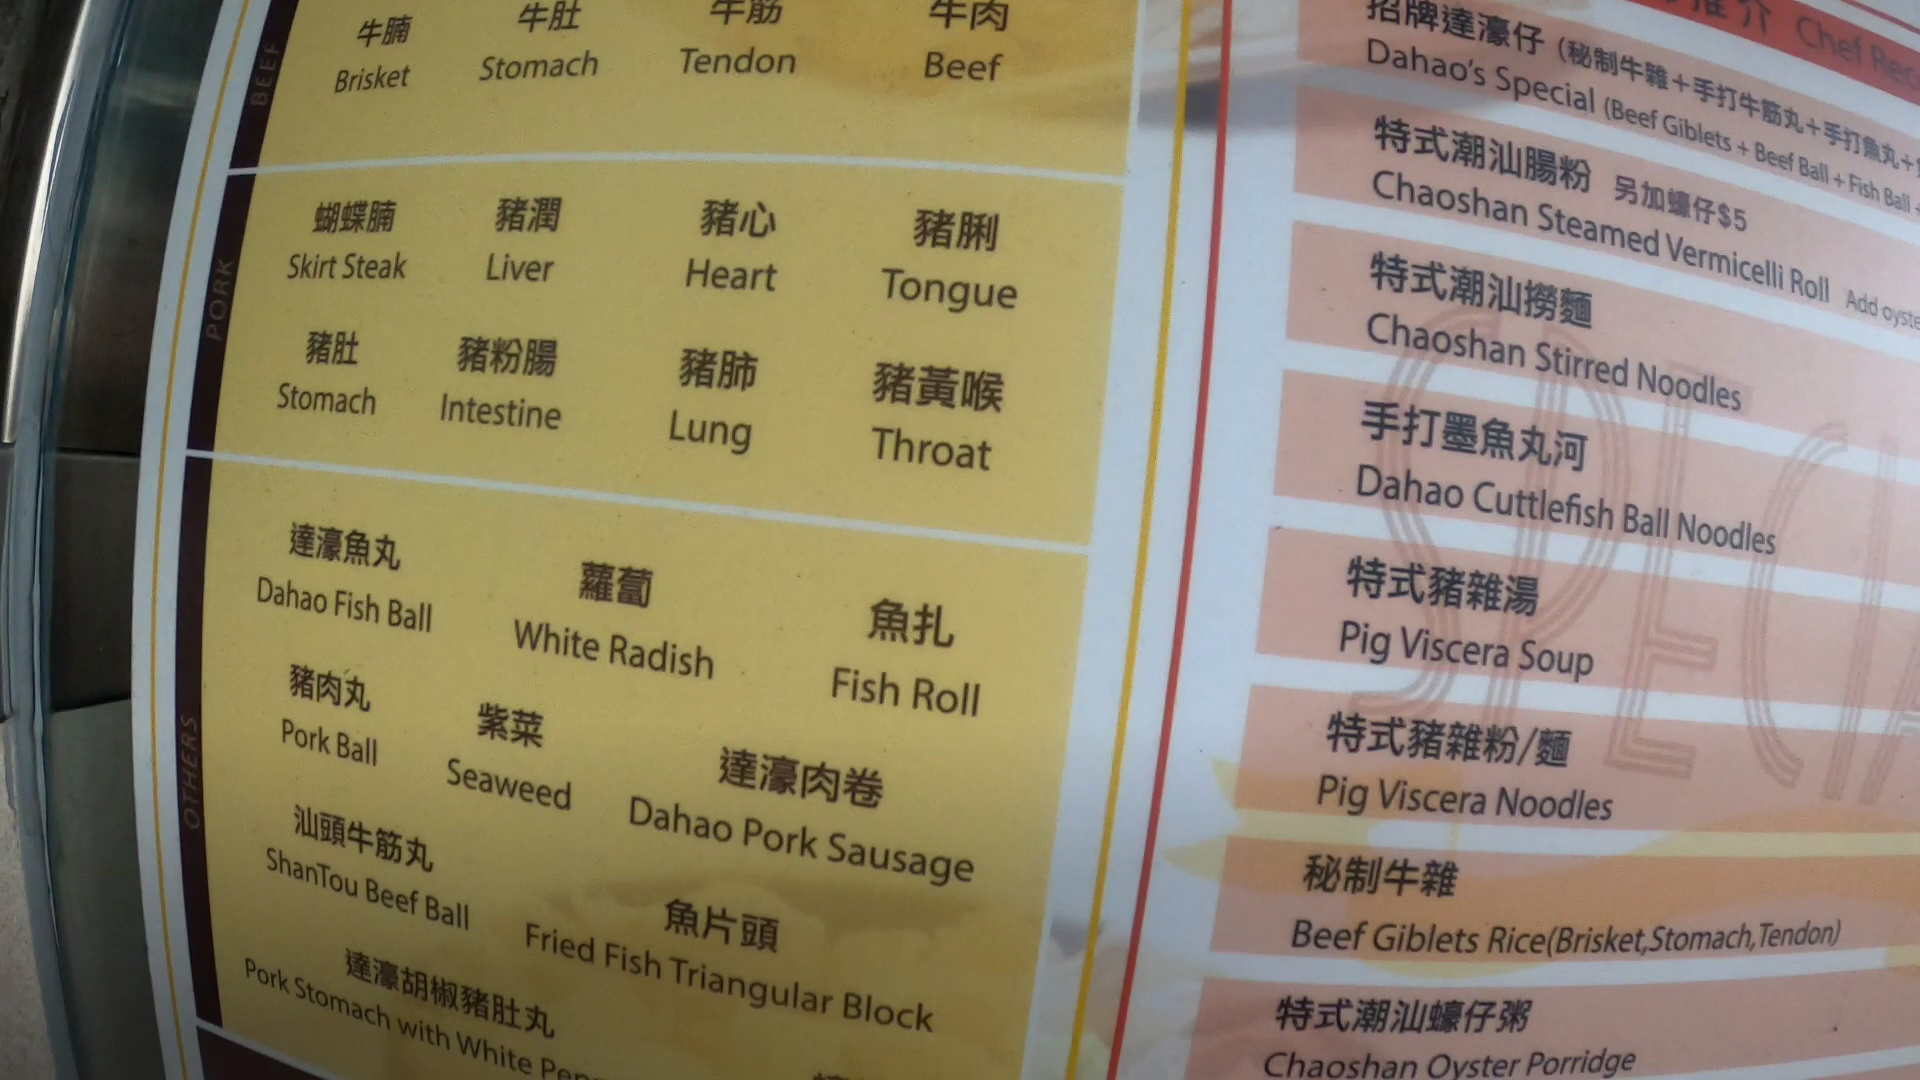 BEEF
牛腩 牛肚 牛筋 牛肉
Brisket Stomach Tendon Beef
PORK
蝴蝶腩 豬潤 豬心 豬脷
Skirt Steak Liver Heart Tongue
豬肚 豬粉腸 豬肺 豬黃喉
Stomach Intestine Lung Throat
OTHERS
達濠魚丸 蘿蔔 魚扎
Dahao Fish Ball White Radish Fish Roll
豬肉丸 紫菜 達濠肉卷
Pork Ball Seaweed Dahao Pork Sausage
汕頭牛筋丸 魚片頭
ShanTou Beef Ball Fried Fish Triangular Block
達濠胡椒豬肚丸
Pork Stomach with White
推介 Chef
招牌達濠仔 (秘制牛雜+手打牛筋丸+手打魚丸+
Dahao's Special (Beef Giblets + Beef Ball + Fish Ball +
特式潮汕腸粉 另加蠔仔$5
Chaoshan Steamed Vermicelli Roll Add
特式潮汕撈麵
Chaoshan Stirred Noodles
手打墨魚丸河
Dahao Cuttlefish Ball Noodles
特式豬雜湯
Pig Viscera Soup
特式豬雜粉/麵
Pig Viscera Noodles
秘制牛雜
Beef Giblets Rice(Brisket,Stomach,Tendon)
特式潮汕蠔仔粥
Chaoshan Oyster Porridge